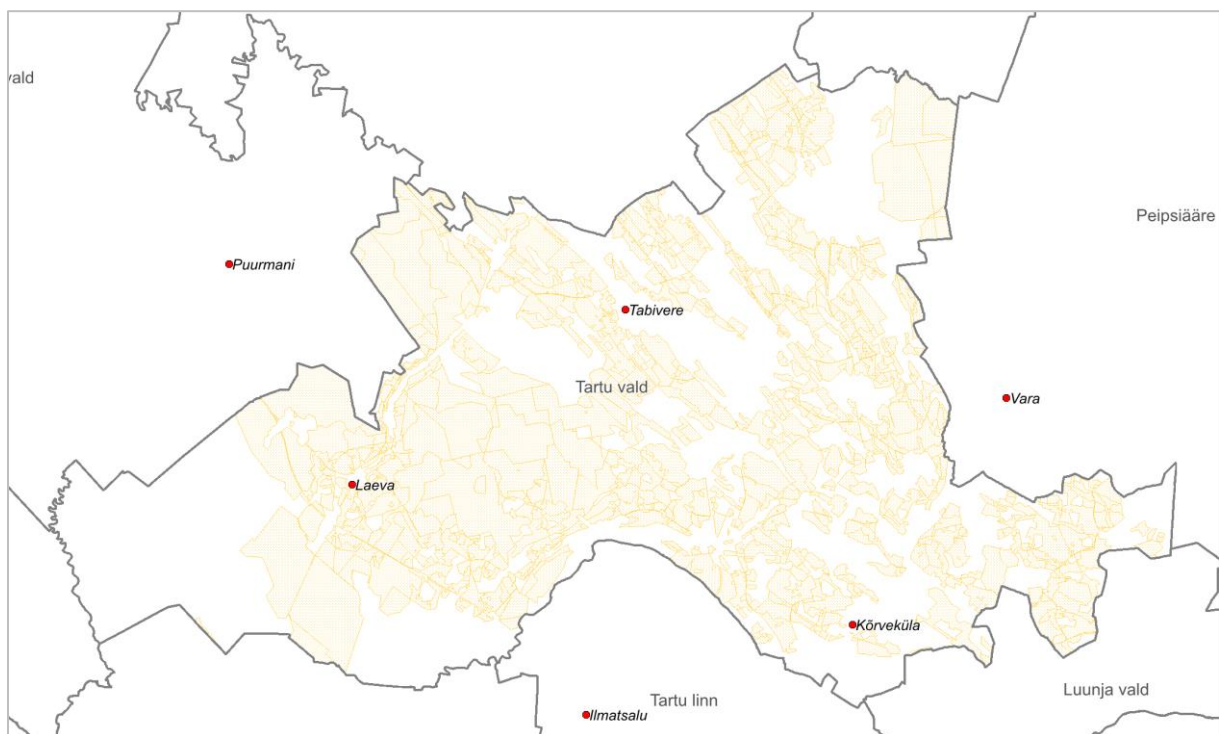 vald
Peipsiääre
Puurmani
Tabivere
Tartu vald
Vara
Laeva
Kõrveküla
Luunja vald
Tartu linn
Ilmatsalu